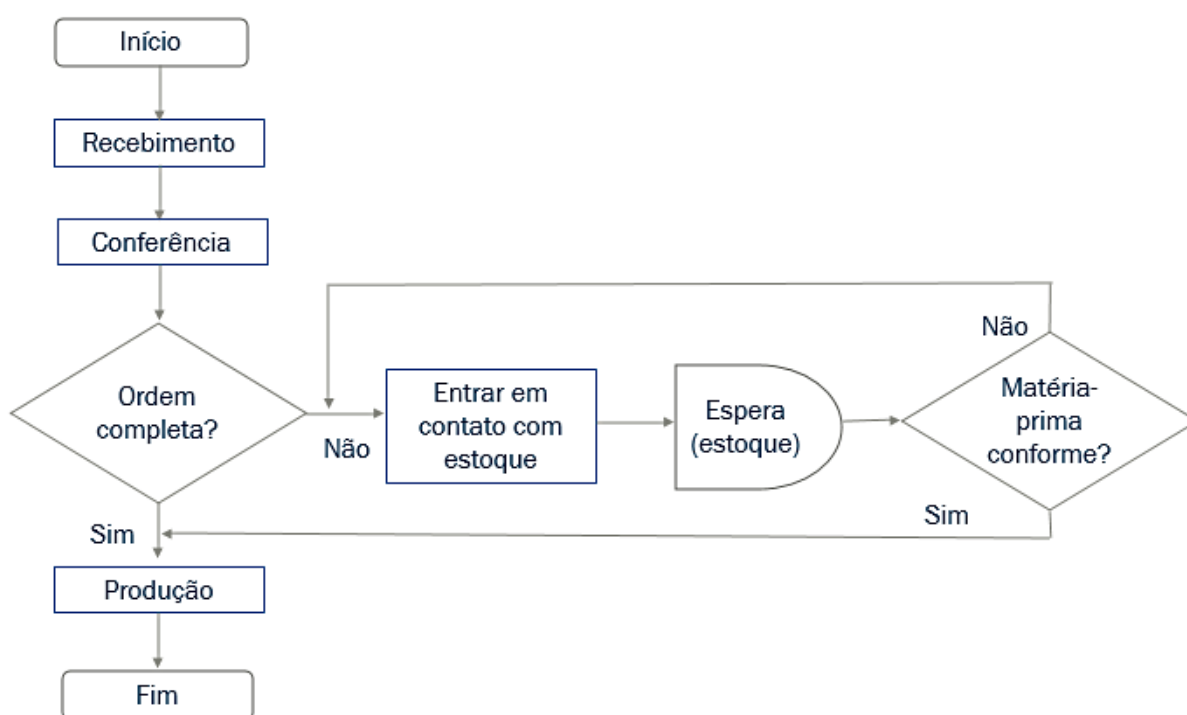 Início
Recebimento
Conferência
Ordem
completa?
Não
Entrar em
contato com
estoque
Espera
(estoque)
Matéria-
prima
conforme?
Não
Sim
Sim
Produção
Fim